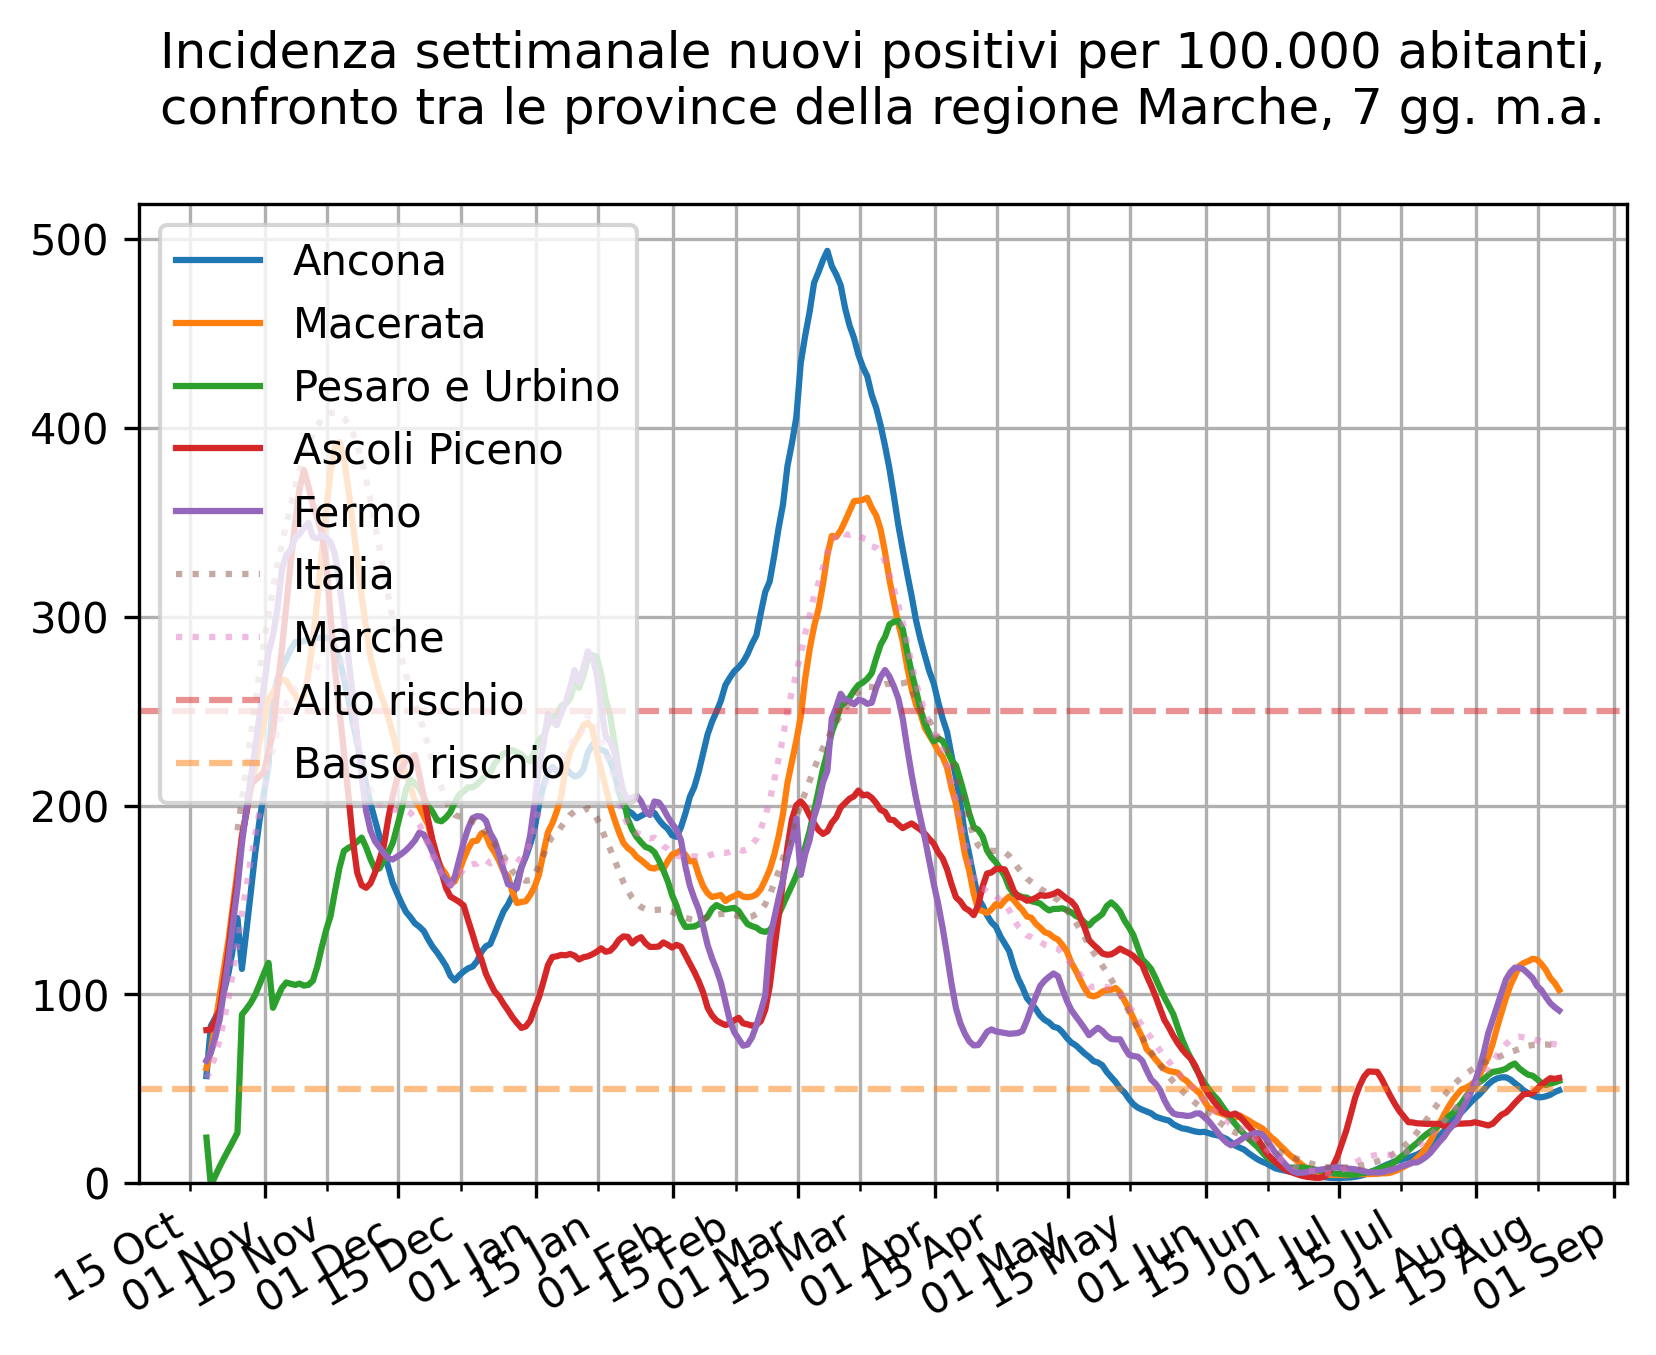 Incidenza settimanale nuovi positivi per 100.000 abitanti,
confronto tra le province della regione Marche, 7 gg. m.a.
500
400
300
200
100
0
Ancona
Macerata
Pesaro e Urbino
Ascoli Piceno
Fermo
Italia
Marche
Alto rischio
Basso rischio
15 Oct
01 Nov
15 Nov
01 Dec
15 Dec
01 Jan
15 Jan
01 Feb
15 Feb
01 Mar
15 Mar
01 Apr
15 Apr
01 May
15 May
01 Jun
15 Jun
01 Jul
15 Jul
01 Aug
15 Aug
01 Sep